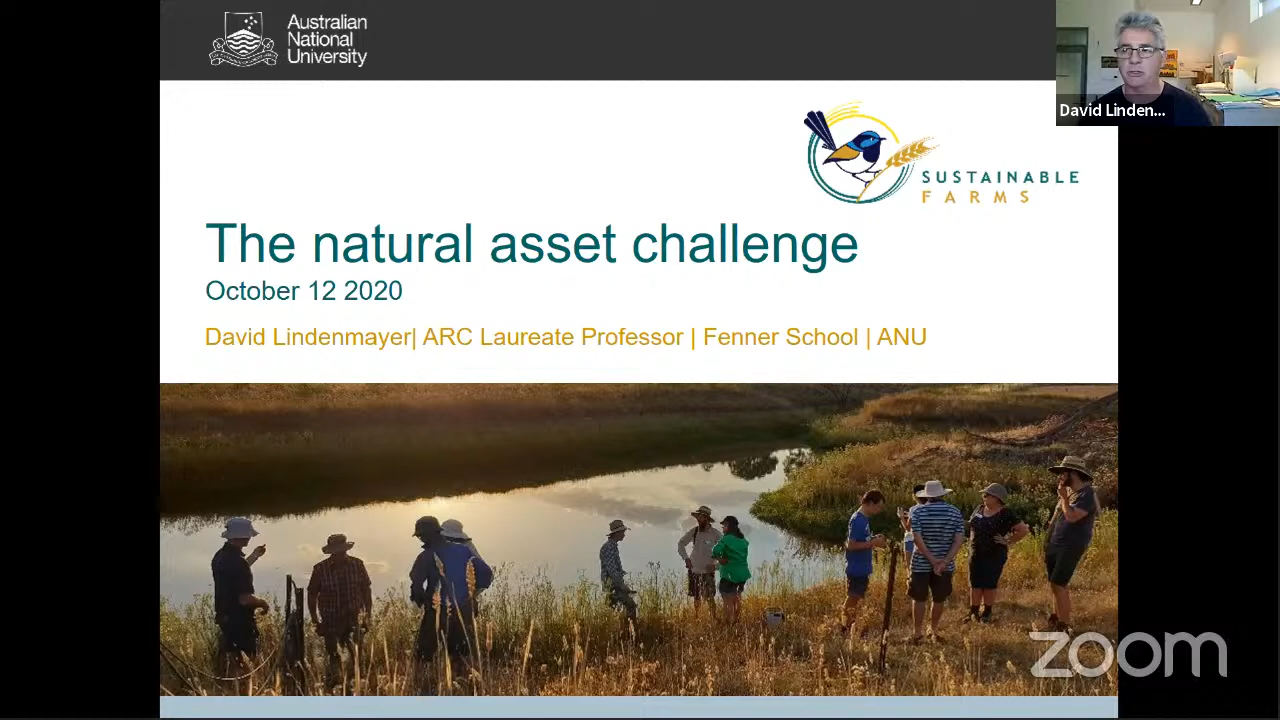 Australian
National
University
David Linden...
SUSTAINABLE
FARMS
The natural asset challenge
October 12 2020
David Lindenmayer| ARC Laureate Professor | Fenner School | ANU
zoom